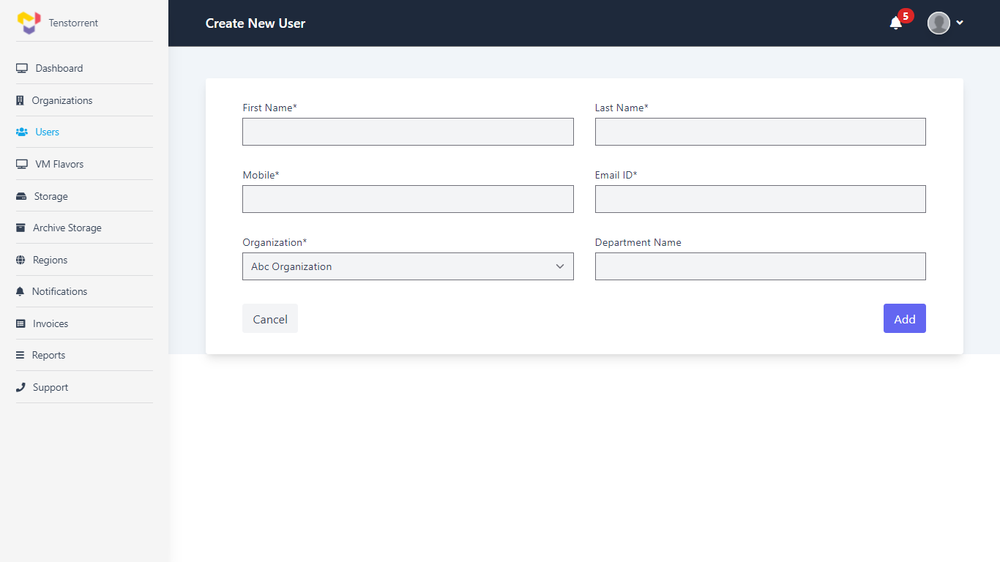 Tenstorrent
Dashboard
Organizations
Users
VM Flavors
Storage
Archive Storage
Regions
Notifications
Invoices
Reports
Support
Create New User
5
First Name*
Last Name*
Mobile*
Email ID*
Organization*
Department Name
Abc Organization
Cancel
Add